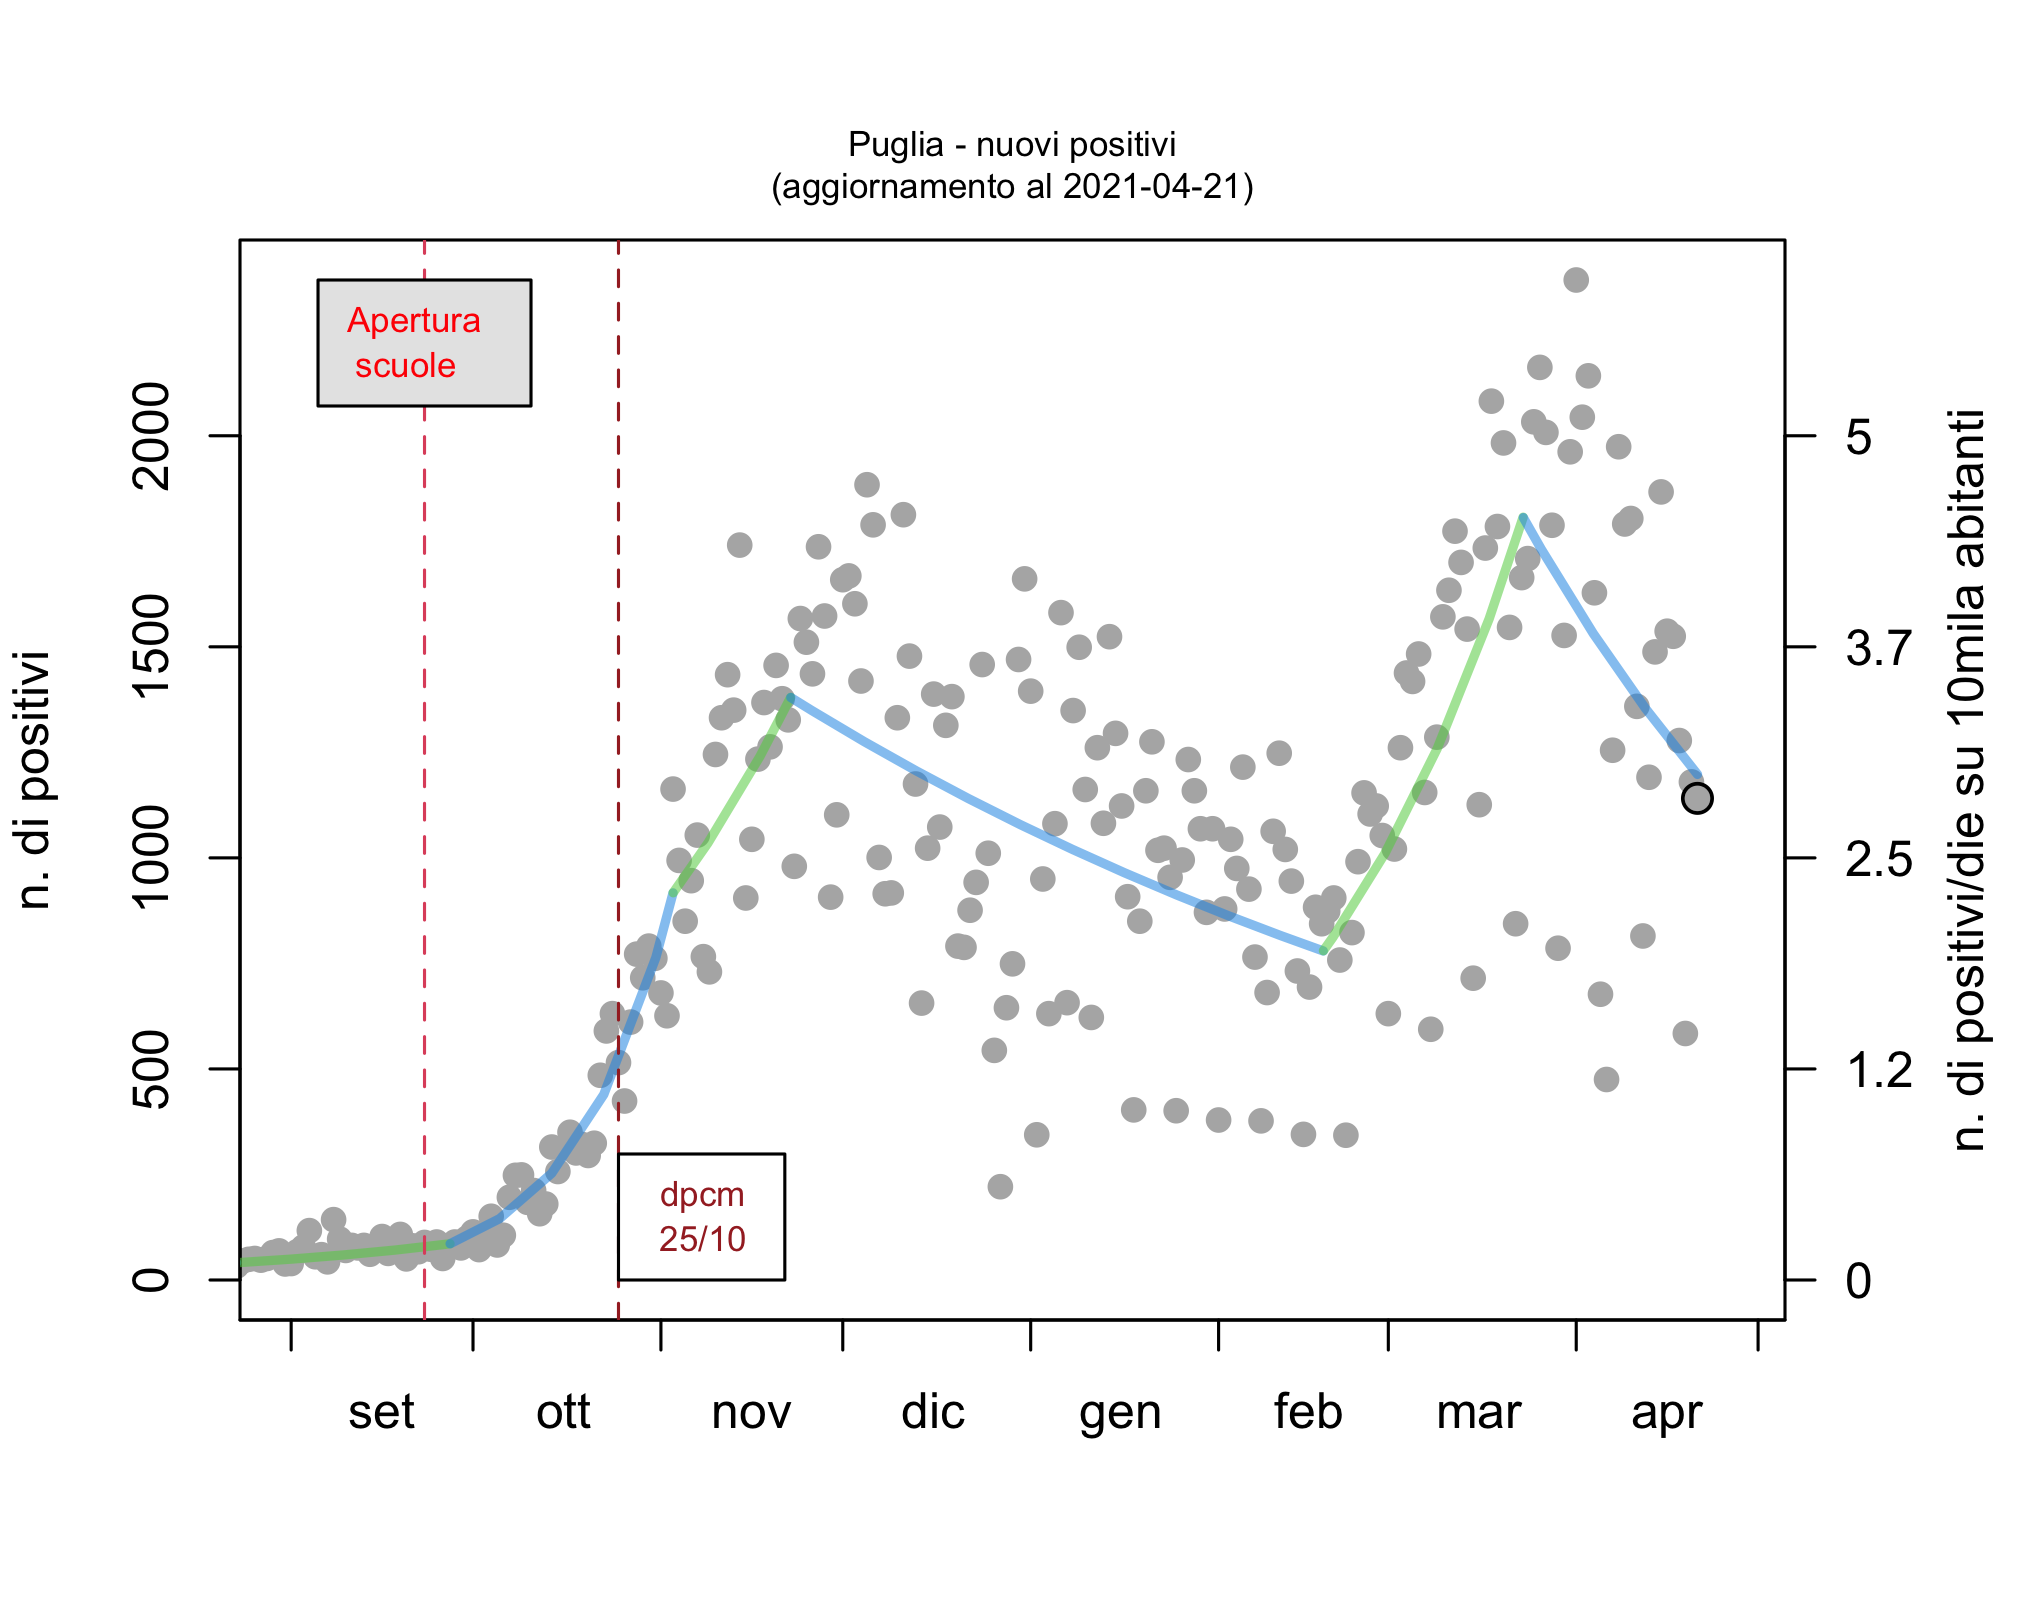 Puglia - nuovi positivi
(aggiornamento al 2021-04-21)
Apertura
scuole
dpcm
25/10
n. di positivi
0
500
1000
1500
2000
n. di positivi/die su 10mila abitanti
0
1.2
2.5
3.7
5
set ott nov dic gen feb mar apr